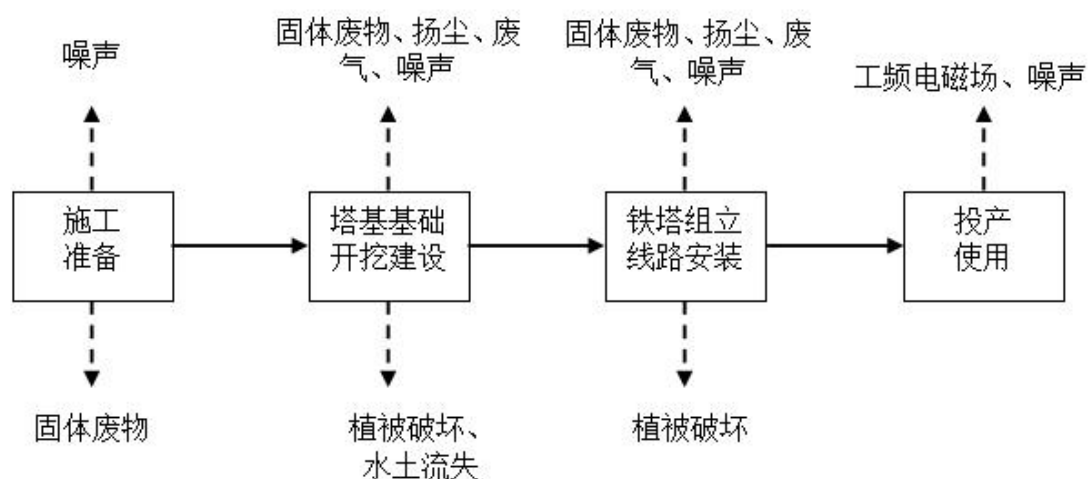 噪声
固体废物、扬尘、废
气、噪声
固体废物、扬尘、废
气、噪声
工频电磁场、噪声
施工
准备
塔基基础
开挖建设
铁塔组立
线路安装
投产
使用
固体废物
植被破坏、
水土流失
植被破坏